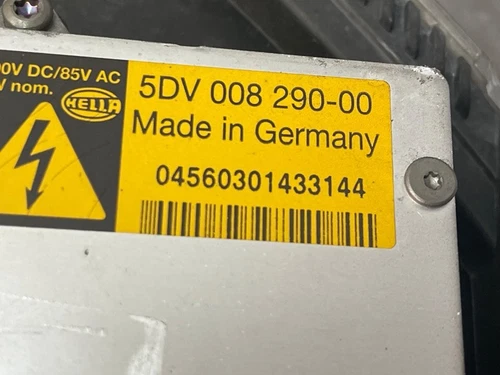 0V DC/85V AC
nom.
HELLA
5DV 008 290-00
Made in Germany
04560301433144